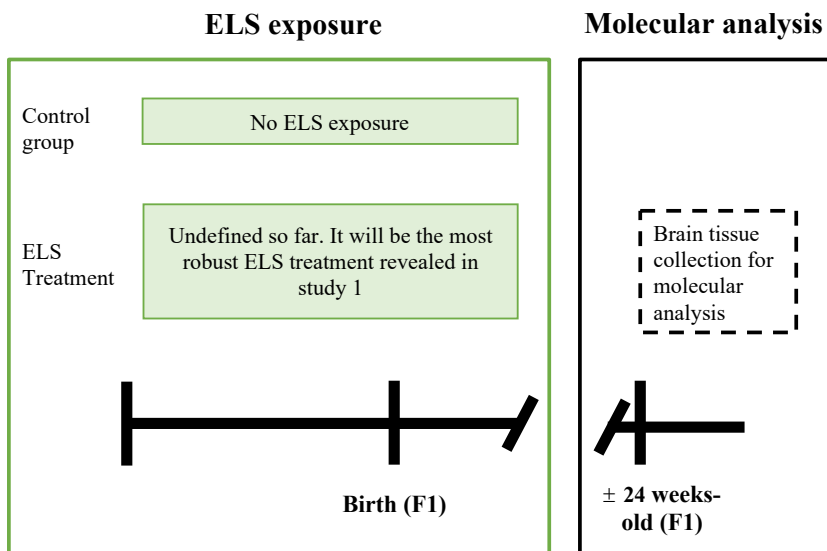 ELS exposure
Molecular analysis
Control
group
No ELS exposure
ELS
Treatment
Undefined so far. It will be the most
robust ELS treatment revealed in
study 1
Brain tissue
collection for
molecular
analysis
Birth (F1)
± 24 weeks-
old (F1)